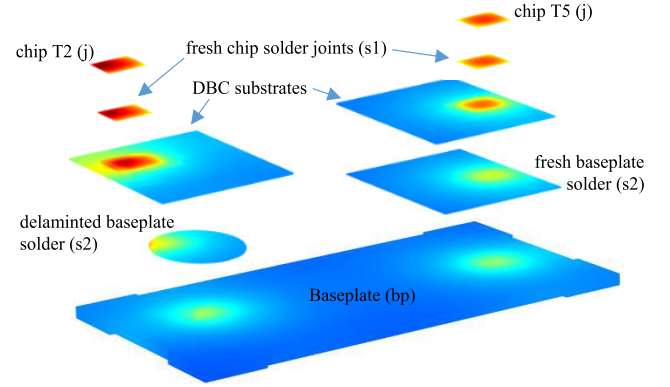 chip T5 (j)
chip T2 (j)
fresh chip solder joints (s1)
DBC substrates
fresh baseplate
solder (s2)
delaminted baseplate
solder (s2)
Baseplate (bp)